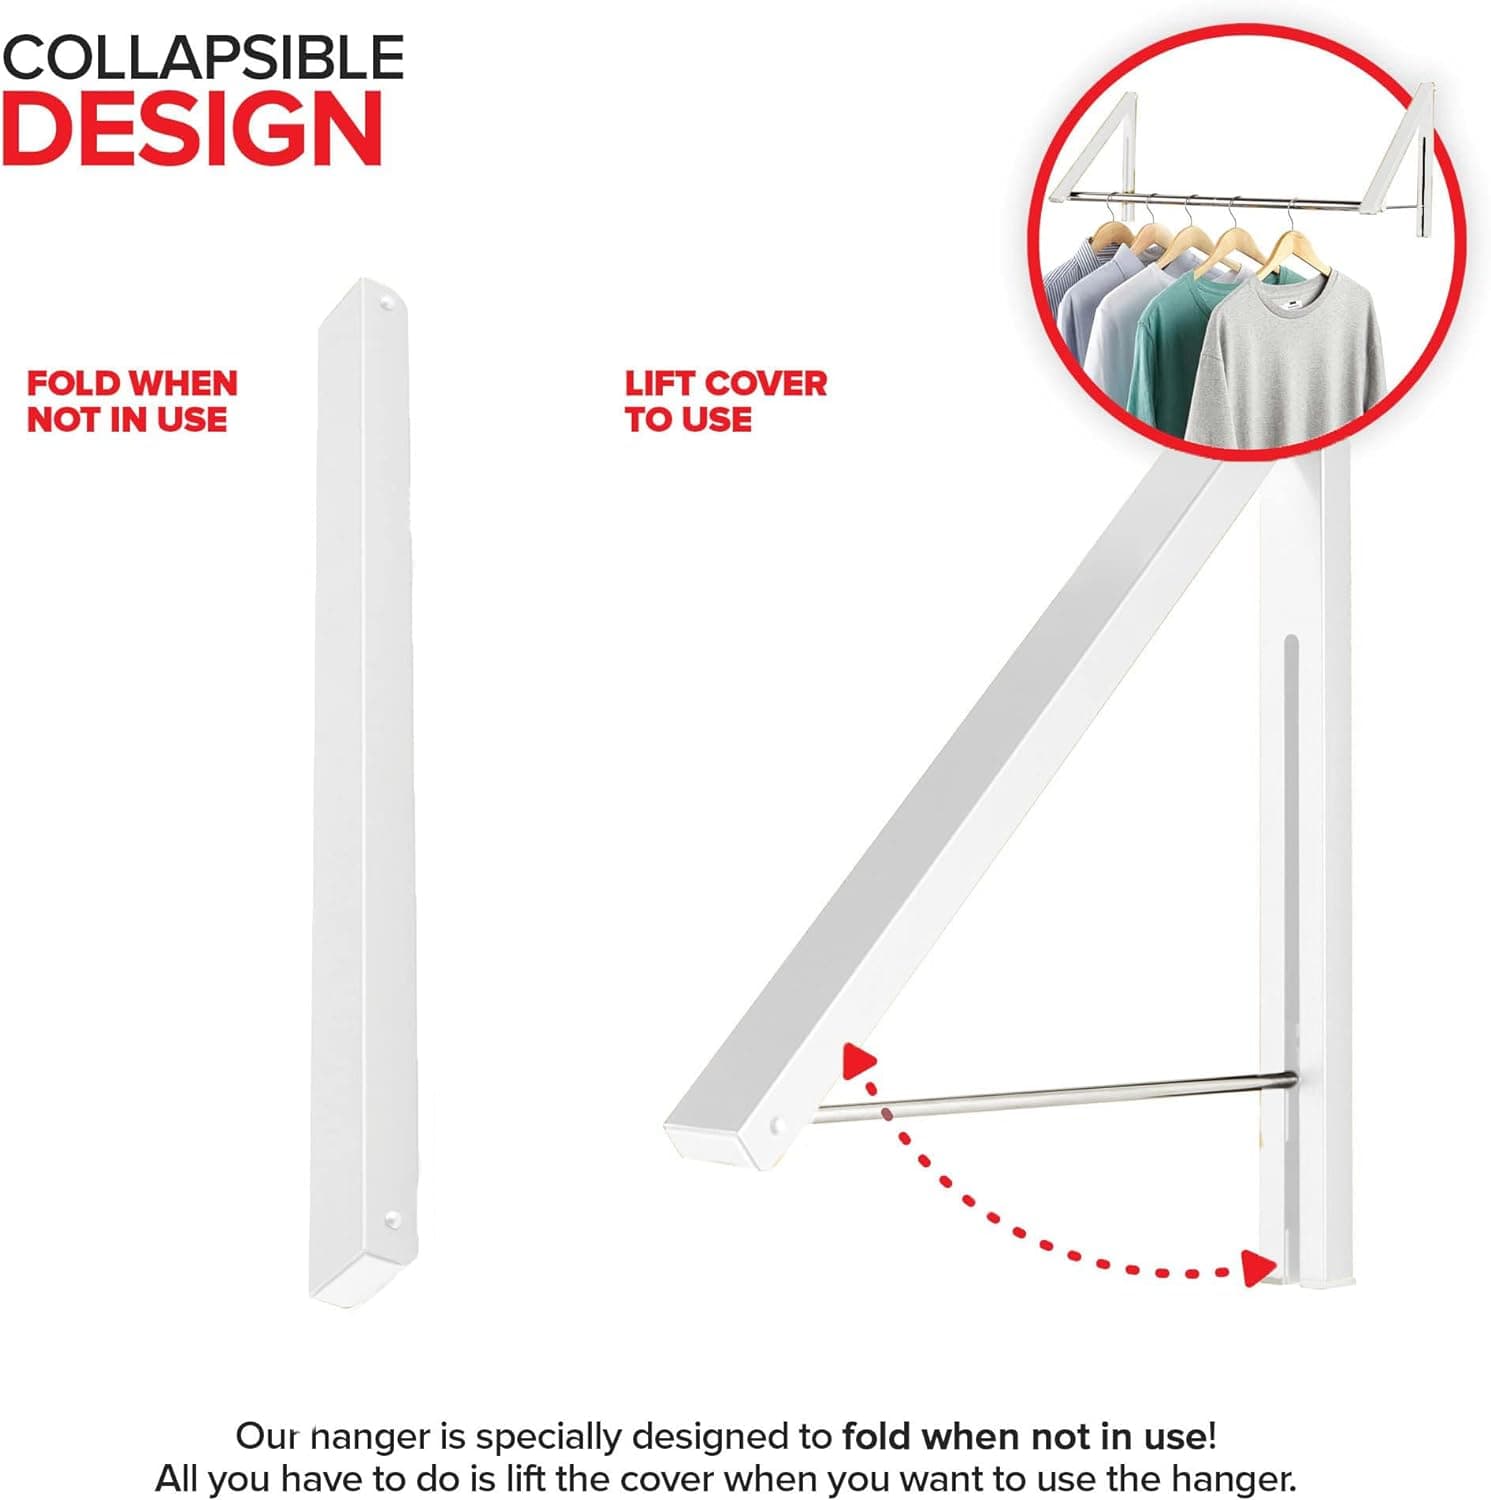 COLLAPSIBLE
DESIGN
FOLD WHEN
NOT IN USE
LIFT COVER
TO USE
Our hanger is specially designed to fold when not in use!
All you have to do is lift the cover when you want to use the hanger.